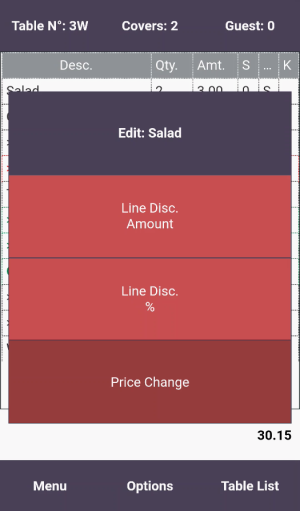 Table N°: 3W Covers: 2 Guest: 0
Desc. Qty. Amt. S ... K
Salad 2 3.00 0 S
Edit: Salad
Line Disc.
Amount
Line Disc.
%
Price Change
30.15
Menu Options Table List